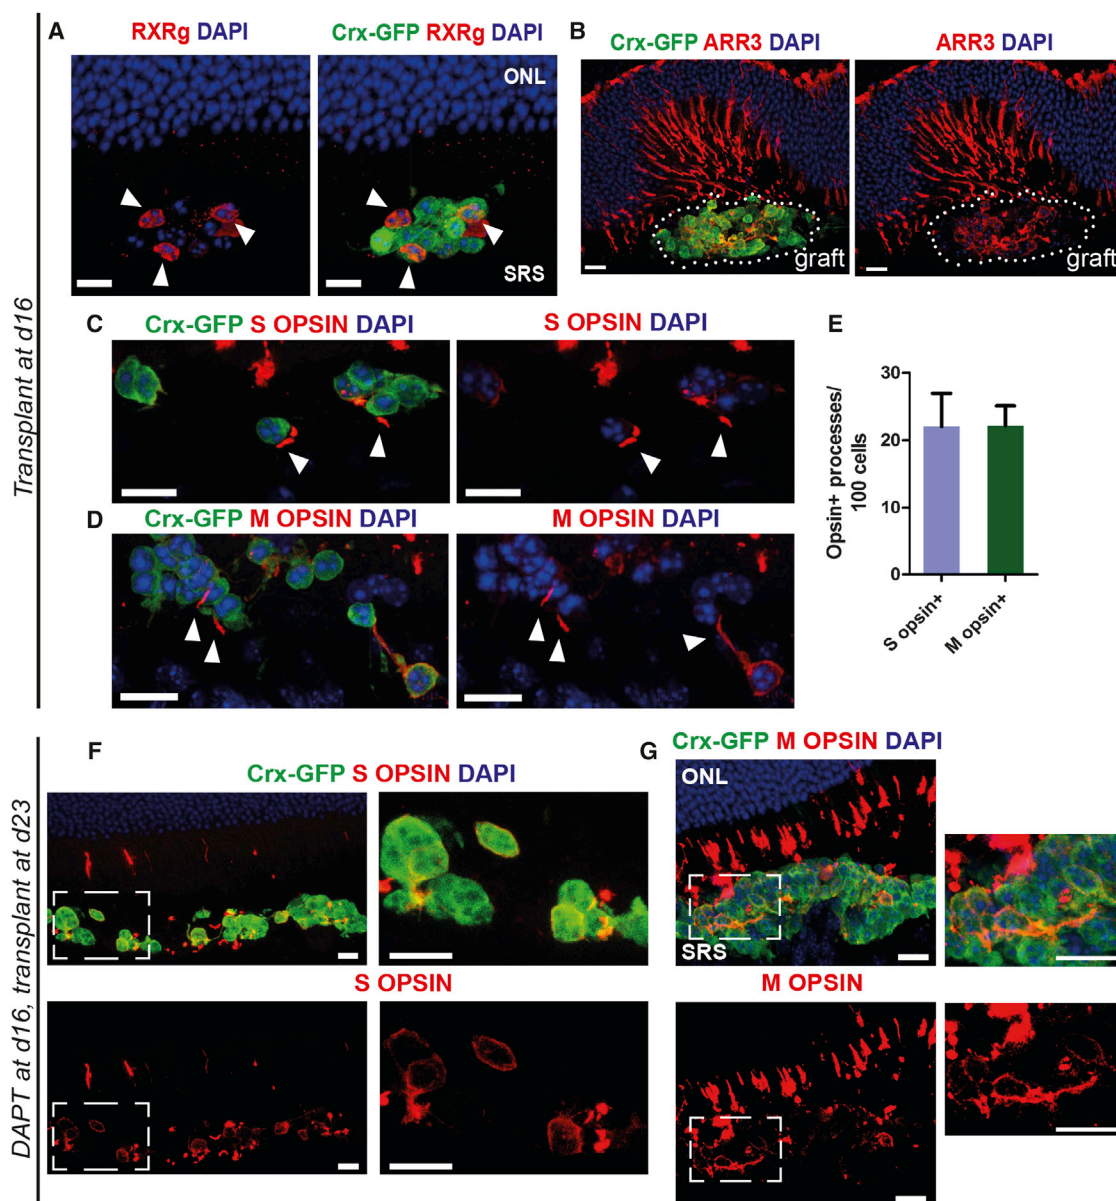 Transplant at d16
A
RXRg DAPI
Crx-GFP RXRg DAPI
ONL
SRS
B
Crx-GFP ARR3 DAPI
ARR3 DAPI
graft
graft
C
Crx-GFP S OPSIN DAPI
S OPSIN DAPI
D
Crx-GFP M OPSIN DAPI
M OPSIN DAPI
E
Opsin+ processes/
100 cells
30
20
10
0
S opsin+
M opsin+
DAPT at d16, transplant at d23
F
Crx-GFP S OPSIN DAPI
S OPSIN
G
Crx-GFP M OPSIN DAPI
ONL
SRS
M OPSIN